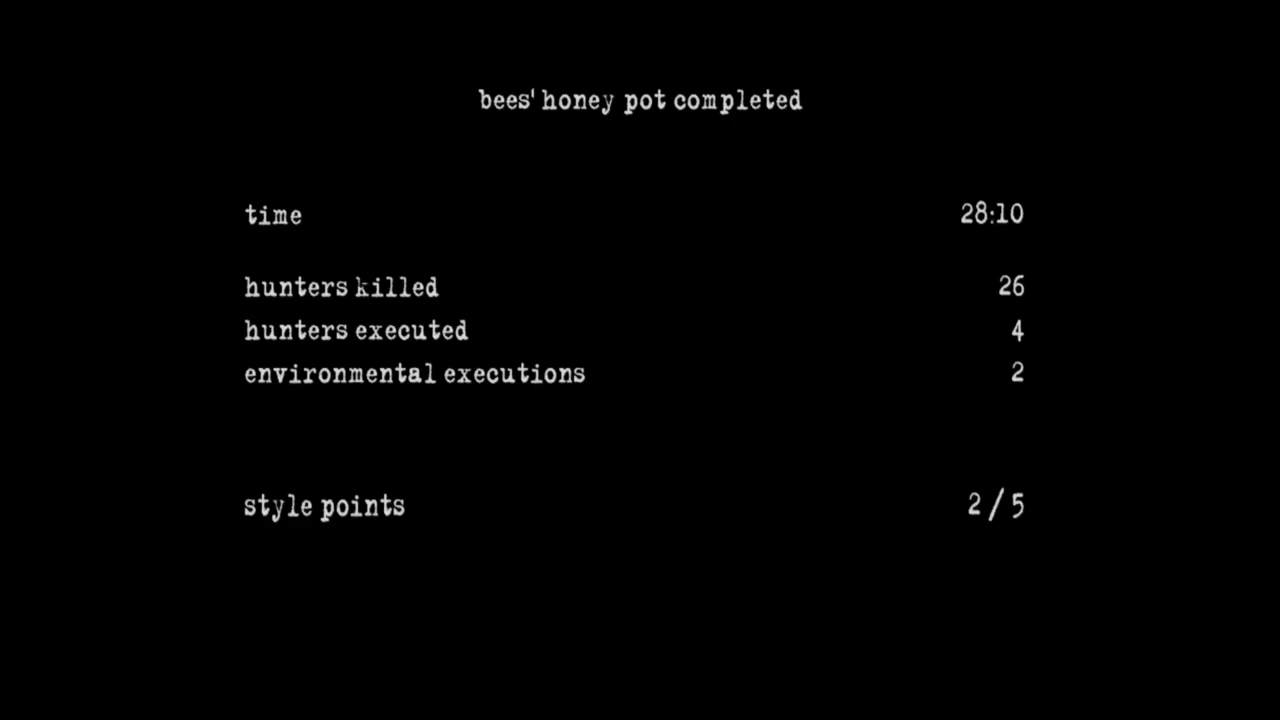 bees' honey pot completed
time 28:10
hunters killed 26
hunters executed 4
environmental executions 2
style points 2 / 5